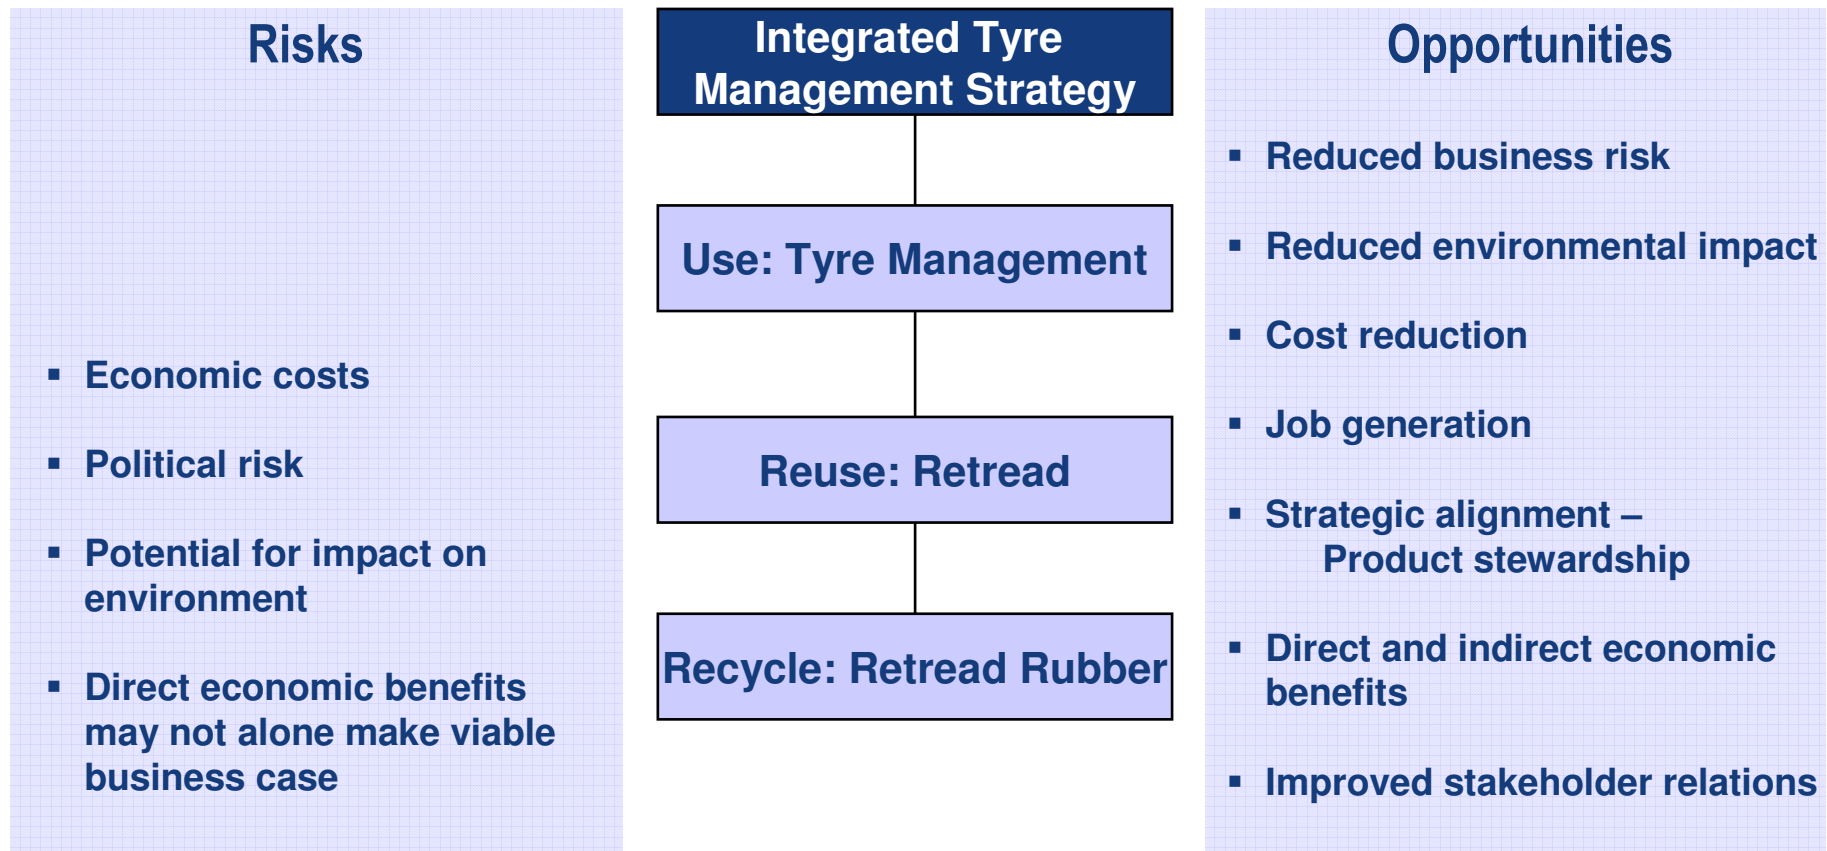 Risks
▪ Economic costs
▪ Political risk
▪ Potential for impact on
environment
▪ Direct economic benefits
may not alone make viable
business case
Integrated Tyre
Management Strategy
Use: Tyre Management
Reuse: Retread
Recycle: Retread Rubber
Opportunities
▪ Reduced business risk
▪ Reduced environmental impact
▪ Cost reduction
▪ Job generation
▪ Strategic alignment –
Product stewardship
▪ Direct and indirect economic
benefits
▪ Improved stakeholder relations